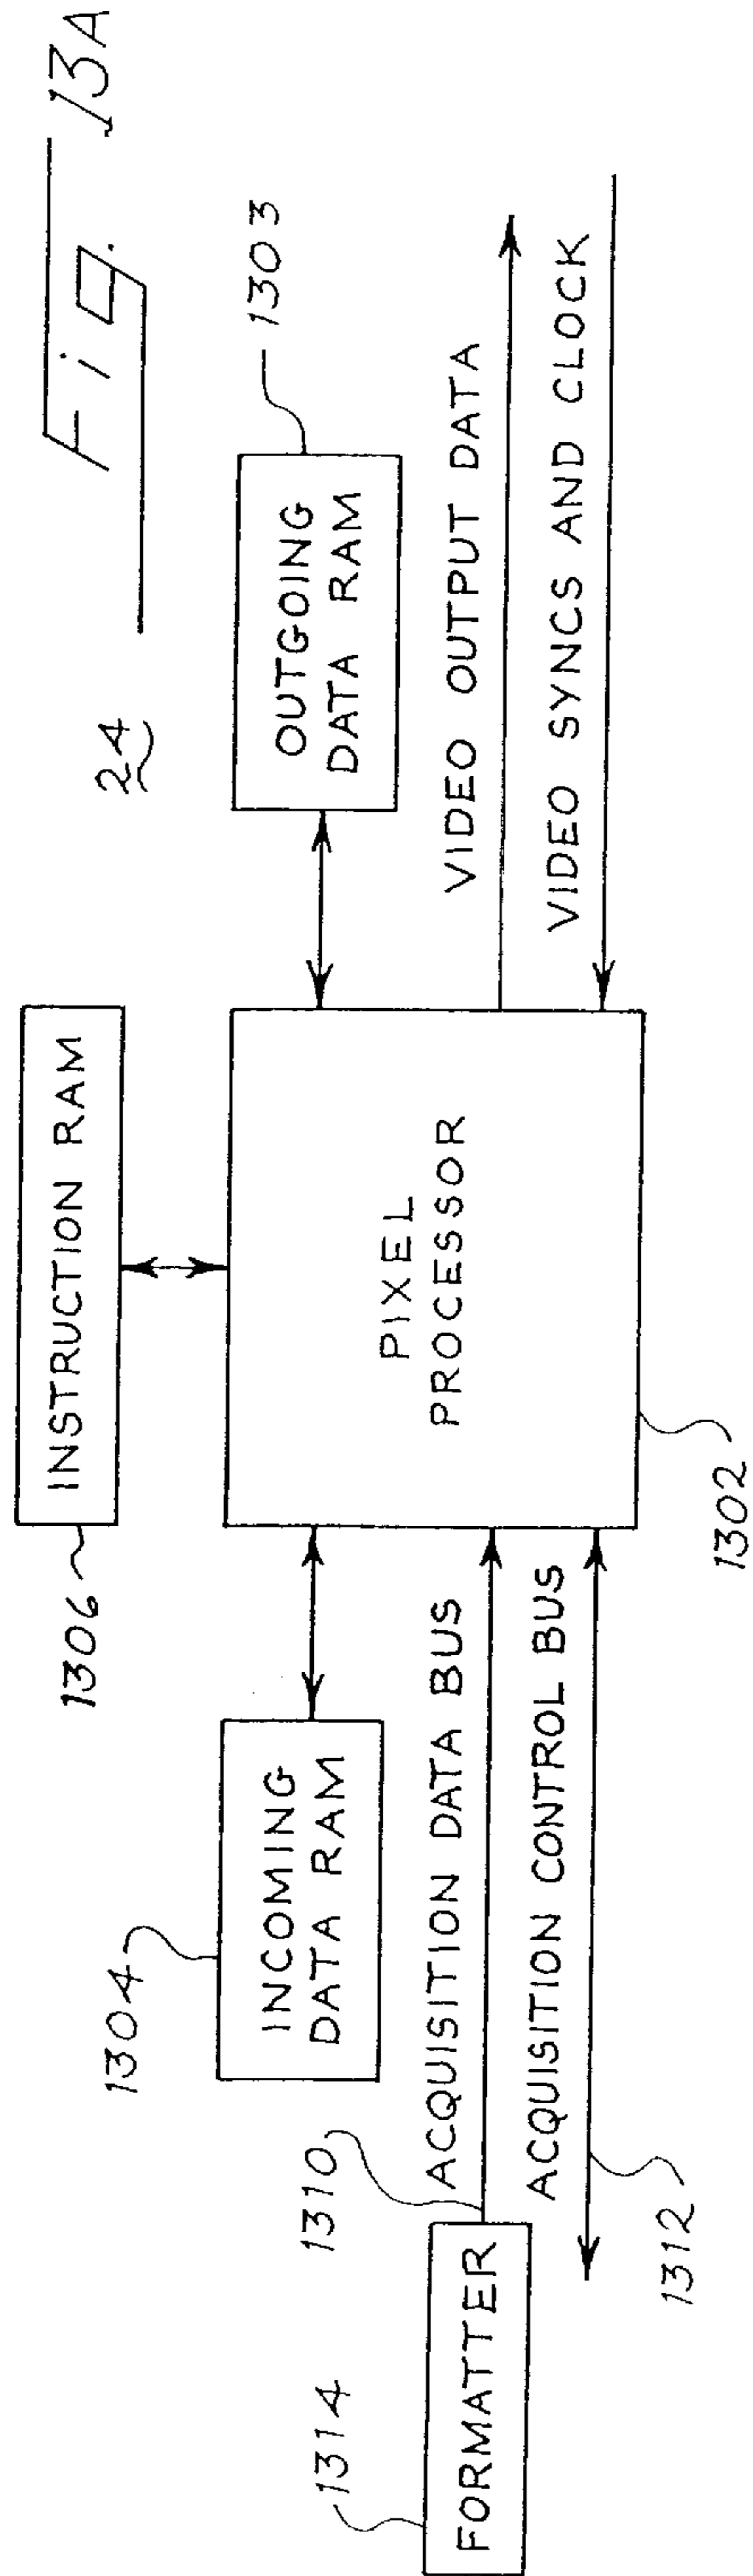 Fig. 13A
24
INSTRUCTION RAM
1306
1304
INCOMING
DATA RAM
OUTGOING
DATA RAM
1303
PIXEL
PROCESSOR
1302
1314
FORMATTER
1310
ACQUISITION DATA BUS
ACQUISITION CONTROL BUS
1312
VIDEO OUTPUT DATA
VIDEO SYNCS AND CLOCK